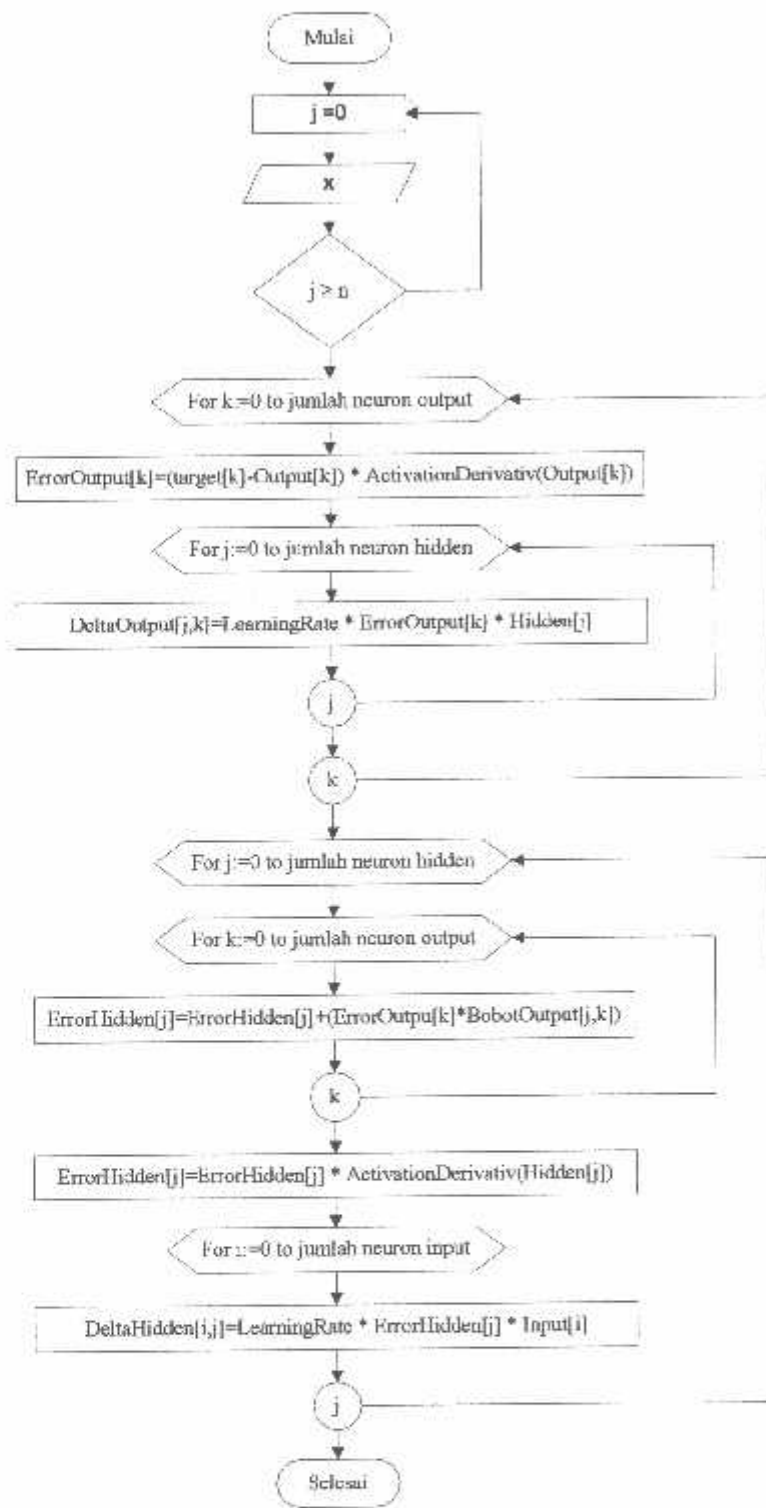 Mulai
j =0
x
j ≥ n
For k:=0 to jumlah neuron output
ErrorOutput[k]=(target[k]-Output[k]) * ActivationDerivativ(Output[k])
For j:=0 to jumlah neuron hidden
DeltaOutput[j,k]=LearningRate * ErrorOutput[k] * Hidden[j]
j
k
For j:=0 to jumlah neuron hidden
For k:=0 to jumlah neuron output
ErrorHidden[j]=ErrorHidden[j]+(ErrorOutpu[k]*BobotOutput[j,k])
k
ErrorHidden[j]=ErrorHidden[j] * ActivationDerivativ(Hidden[j])
For i:=0 to jumlah neuron input
DeltaHidden[i,j]=LearningRate * ErrorHidden[j] * Input[i]
j
Selesai